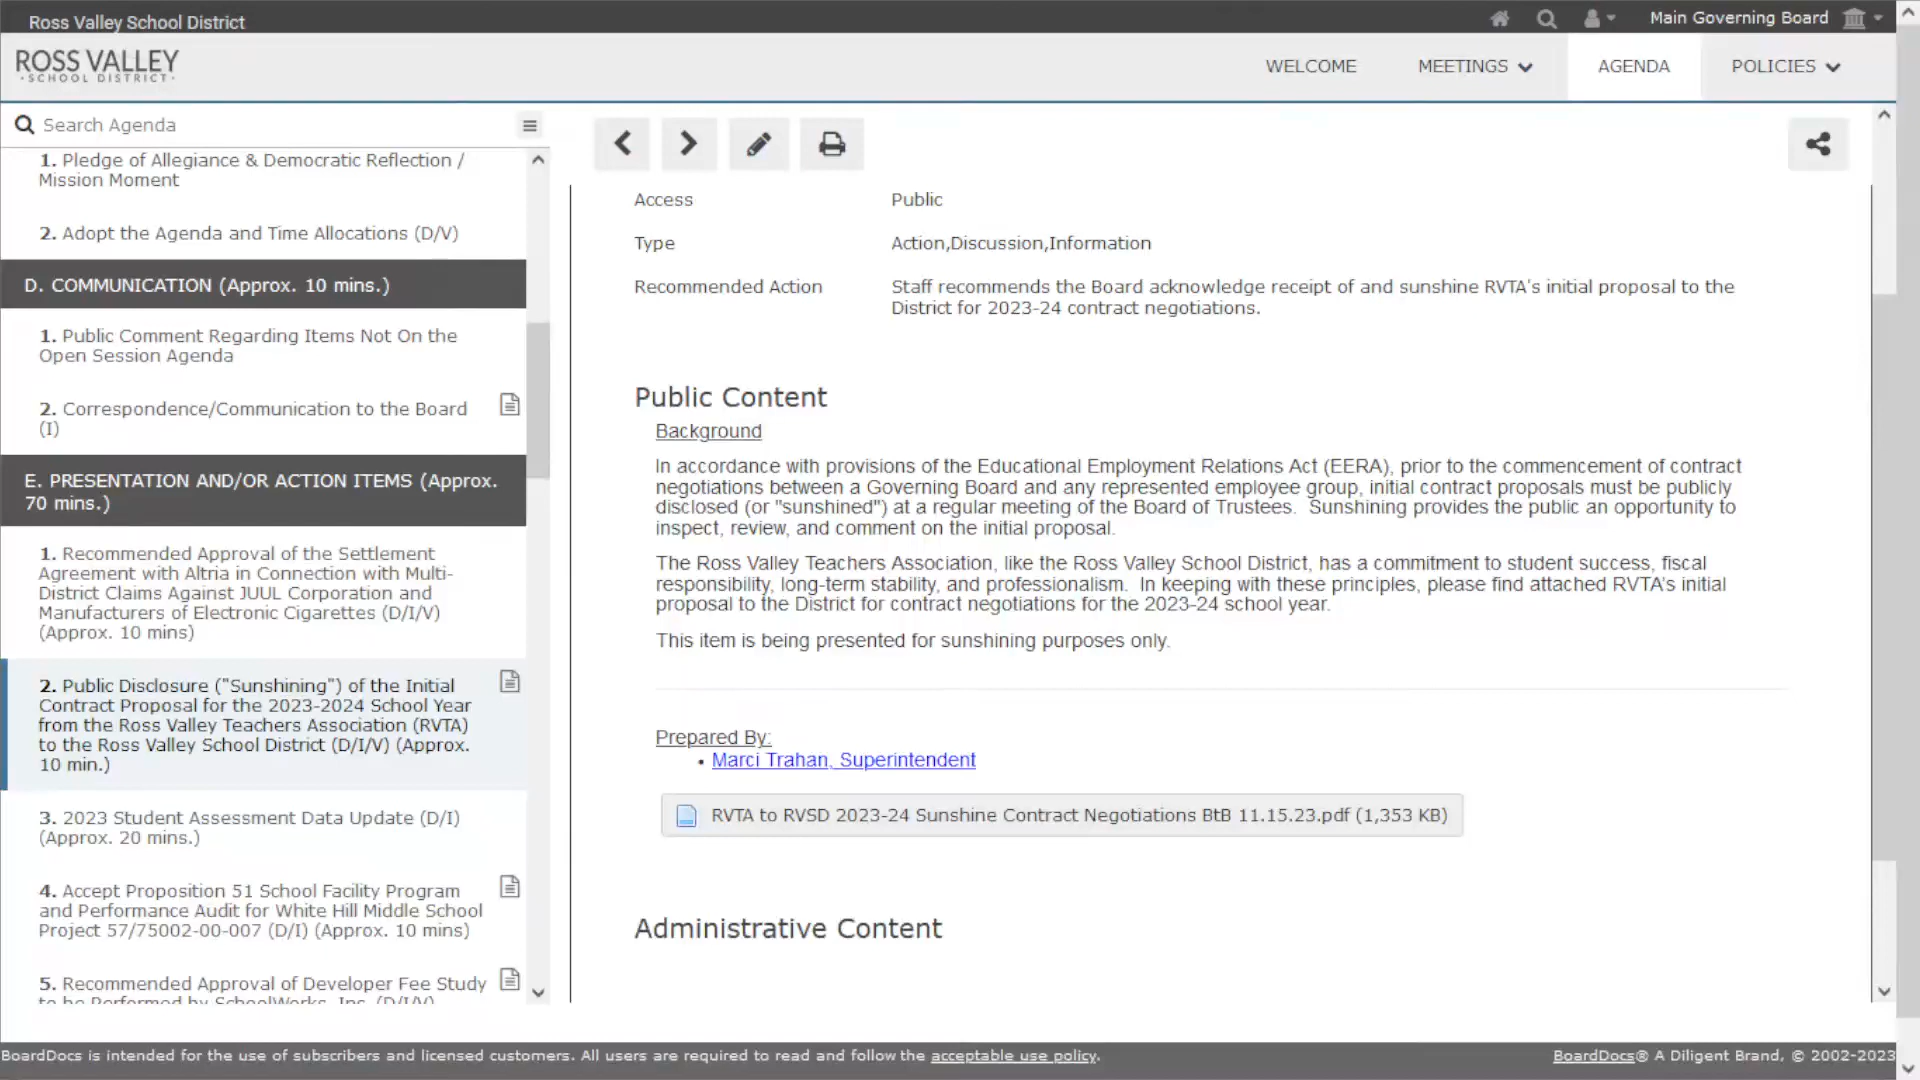 Ross Valley School District
Main Governing Board
ROSS VALLEY
·SCHOOL DISTRICT·
WELCOME
MEETINGS
AGENDA
POLICIES
Search Agenda
1. Pledge of Allegiance & Democratic Reflection /
Mission Moment
2. Adopt the Agenda and Time Allocations (D/V)
D. COMMUNICATION (Approx. 10 mins.)
1. Public Comment Regarding Items Not On the
Open Session Agenda
2. Correspondence/Communication to the Board
(I)
E. PRESENTATION AND/OR ACTION ITEMS (Approx.
70 mins.)
1. Recommended Approval of the Settlement
Agreement with Altria in Connection with Multi-
District Claims Against JUUL Corporation and
Manufacturers of Electronic Cigarettes (D/I/V)
(Approx. 10 mins)
2. Public Disclosure ("Sunshining") of the Initial
Contract Proposal for the 2023-2024 School Year
from the Ross Valley Teachers Association (RVTA)
to the Ross Valley School District (D/I/V) (Approx.
10 min.)
3. 2023 Student Assessment Data Update (D/I)
(Approx. 20 mins.)
4. Accept Proposition 51 School Facility Program
and Performance Audit for White Hill Middle School
Project 57/75002-00-007 (D/I) (Approx. 10 mins)
5. Recommended Approval of Developer Fee Study
to be Performed by SchoolWorks, Inc. (D/I/V)
Access
Public
Type
Action,Discussion,Information
Recommended Action
Staff recommends the Board acknowledge receipt of and sunshine RVTA's initial proposal to the
District for 2023-24 contract negotiations.
Public Content
Background
In accordance with provisions of the Educational Employment Relations Act (EERA), prior to the commencement of contract
negotiations between a Governing Board and any represented employee group, initial contract proposals must be publicly
disclosed (or "sunshined") at a regular meeting of the Board of Trustees. Sunshining provides the public an opportunity to
inspect, review, and comment on the initial proposal.
The Ross Valley Teachers Association, like the Ross Valley School District, has a commitment to student success, fiscal
responsibility, long-term stability, and professionalism. In keeping with these principles, please find attached RVTA's initial
proposal to the District for contract negotiations for the 2023-24 school year.
This item is being presented for sunshining purposes only.
Prepared By:
• Marci Trahan, Superintendent
RVTA to RVSD 2023-24 Sunshine Contract Negotiations BtB 11.15.23.pdf (1,353 KB)
Administrative Content
BoardDocs is intended for the use of subscribers and licensed customers. All users are required to read and follow the acceptable use policy.
BoardDocs® A Diligent Brand, © 2002-2023